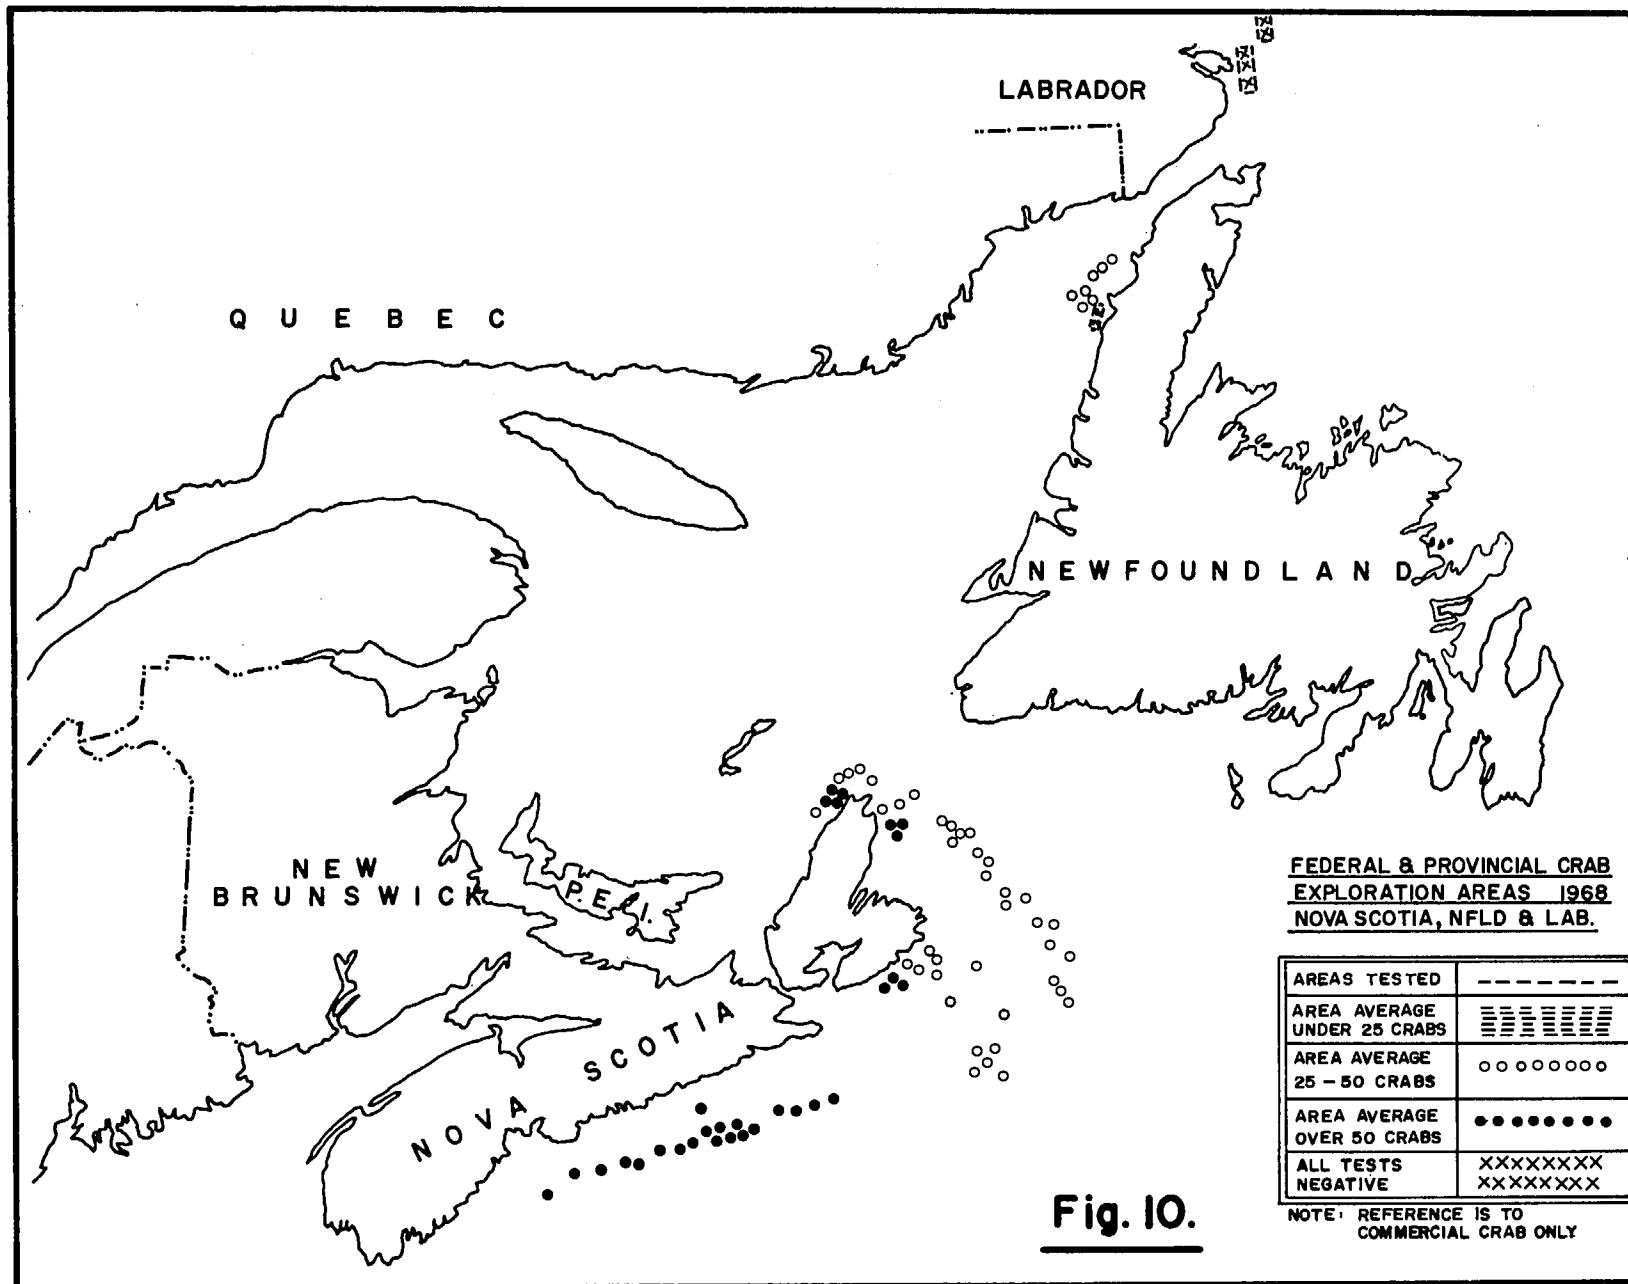 LABRADOR
QUEBEC
NEWFOUNDLAND
NEW
BRUNSWICK
P.E.I.
NOVA SCOTIA
FEDERAL & PROVINCIAL CRAB
EXPLORATION AREAS 1968
NOVA SCOTIA, NFLD & LAB.
AREAS TESTED
AREA AVERAGE
UNDER 25 CRABS
AREA AVERAGE
25 - 50 CRABS
AREA AVERAGE
OVER 50 CRABS
ALL TESTS
NEGATIVE
NOTE: REFERENCE IS TO
COMMERCIAL CRAB ONLY
Fig. 10.